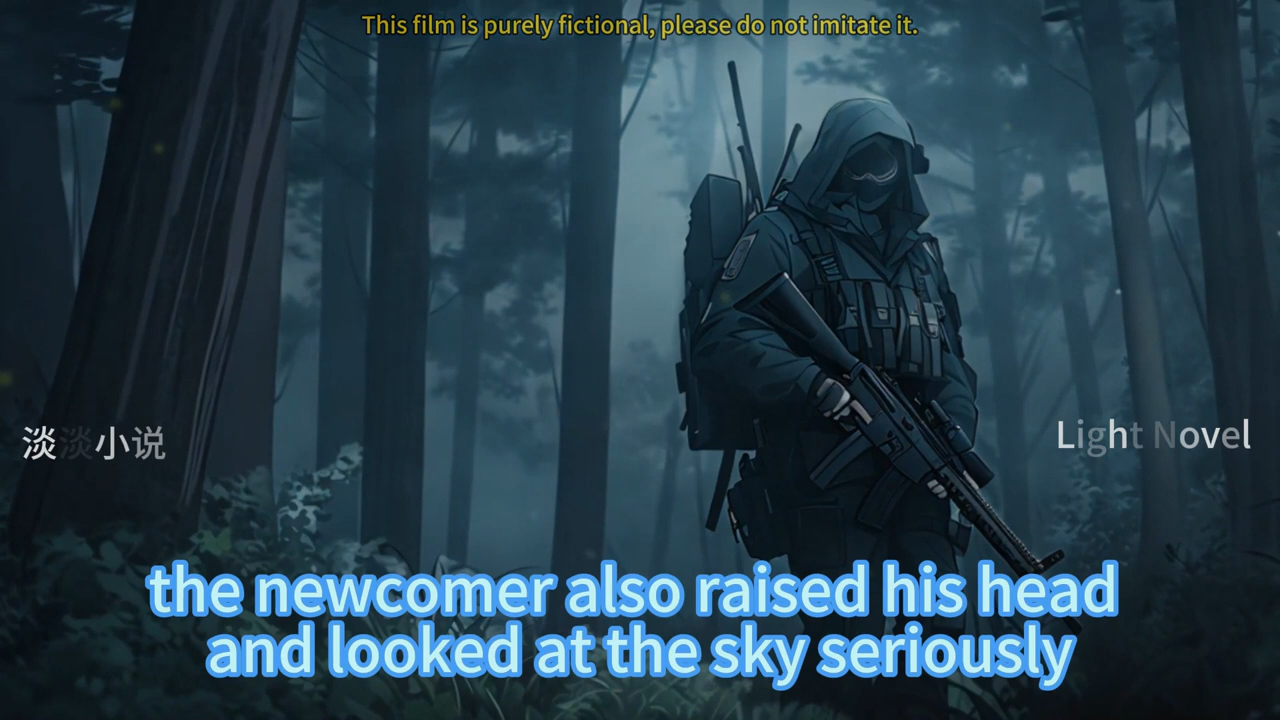 This film is purely fictional, please do not imitate it.
淡淡小说
Light Novel
the newcomer also raised his head
and looked at the sky seriously